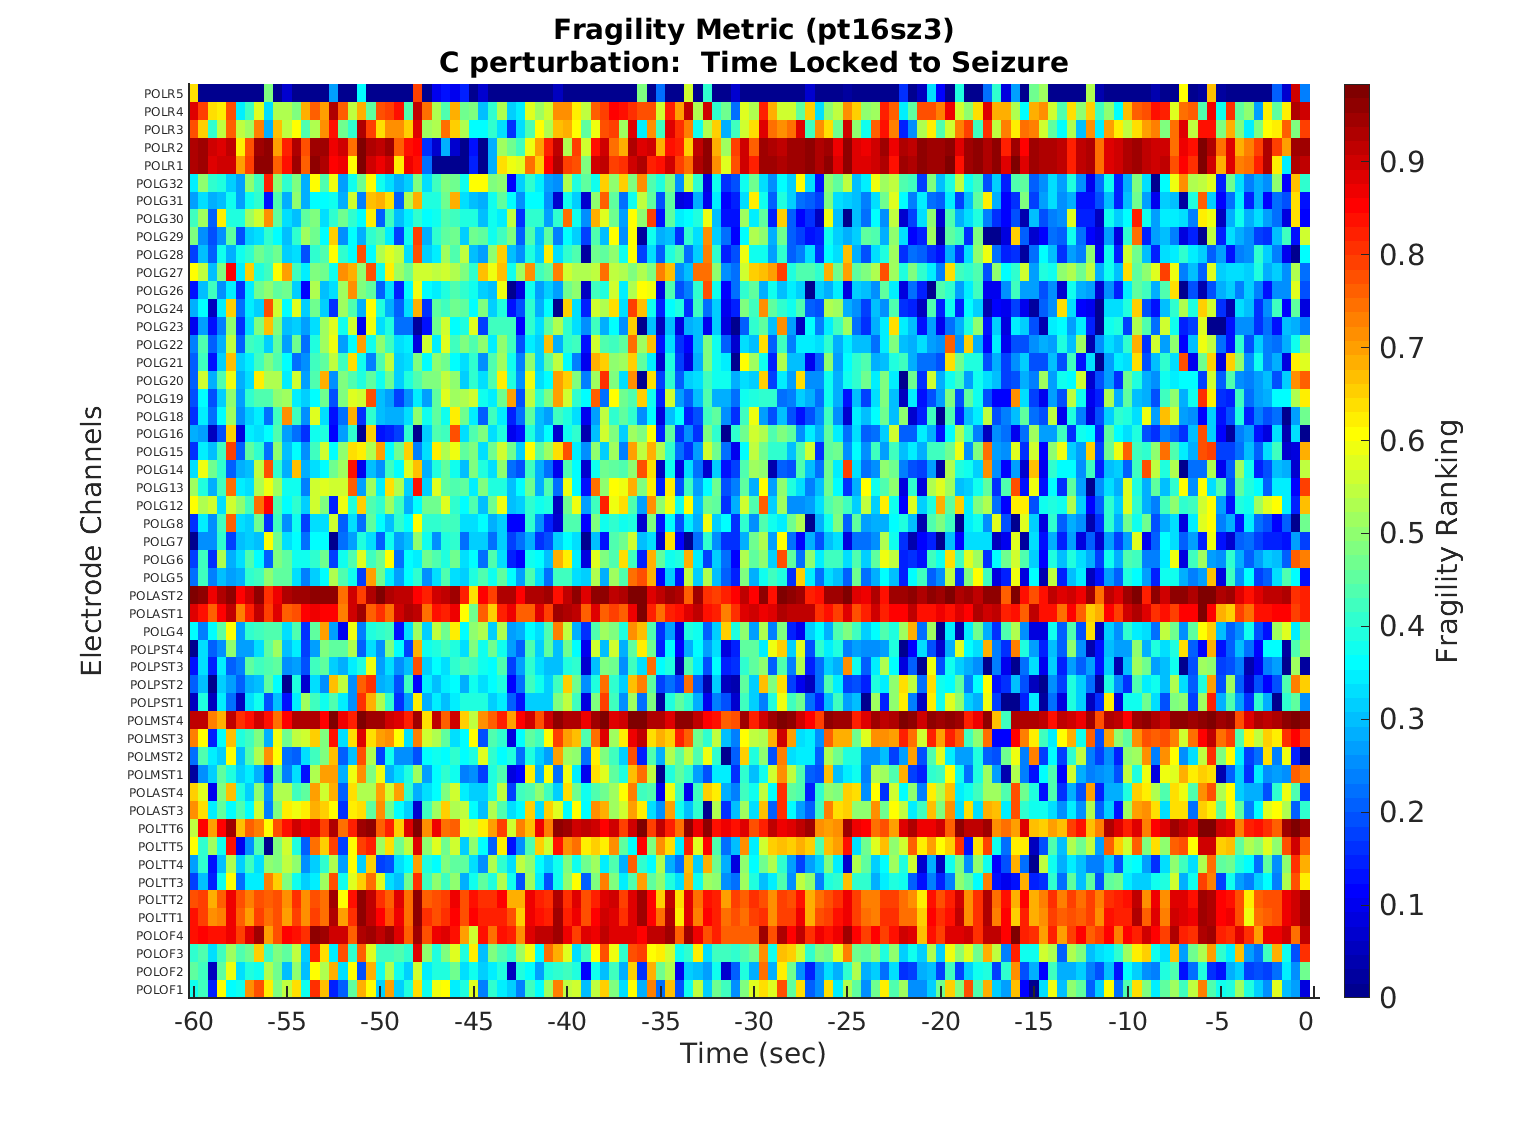 Fragility Metric (pt16sz3)
C perturbation:  Time Locked to Seizure
POLR5
POLR4
POLR3
POLR2
POLR1
POLG32
POLG31
POLG30
POLG29
POLG28
POLG27
POLG26
POLG24
POLG23
POLG22
POLG21
POLG20
POLG19
POLG18
POLG16
POLG15
POLG14
POLG13
POLG12
POLG8
POLG7
POLG6
POLG5
POLAST2
POLAST1
POLG4
POLPST4
POLPST3
POLPST2
POLPST1
POLMST4
POLMST3
POLMST2
POLMST1
POLAST4
POLAST3
POLTT6
POLTT5
POLTT4
POLTT3
POLTT2
POLTT1
POLOF4
POLOF3
POLOF2
POLOF1
Electrode Channels
-60 -55 -50 -45 -40 -35 -30 -25 -20 -15 -10 -5 0
Time (sec)
0.9
0.8
0.7
0.6
0.5
0.4
0.3
0.2
0.1
0
Fragility Ranking